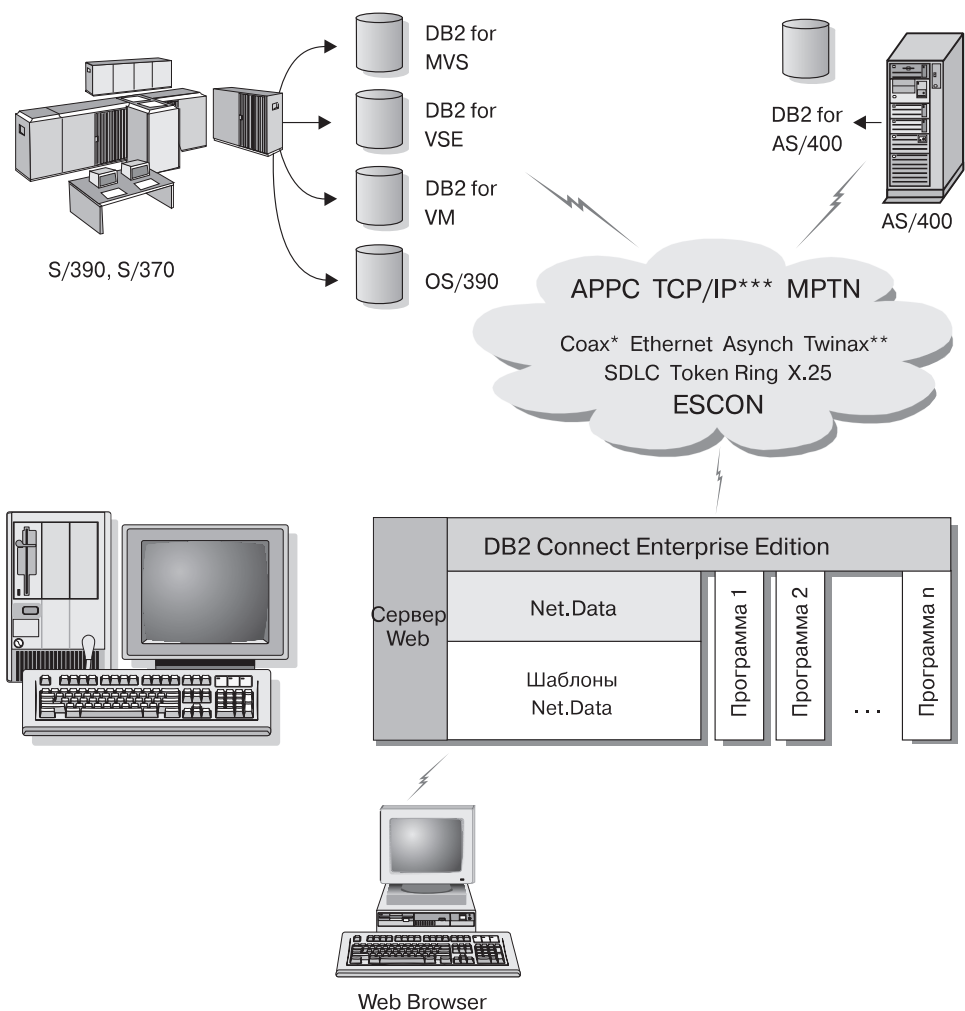 DB2 for
MVS
DB2 for
VSE
DB2 for
VM
OS/390
S/390, S/370
DB2 for
AS/400
AS/400
APPC TCP/IP*** MPTN
Coax* Ethernet Asynch Twinax**
SDLC Token Ring X.25
ESCON
DB2 Connect Enterprise Edition
Сервер
Web
Net.Data
Шаблоны
Net.Data
Программа 1
Программа 2
...
Программа n
Web Browser